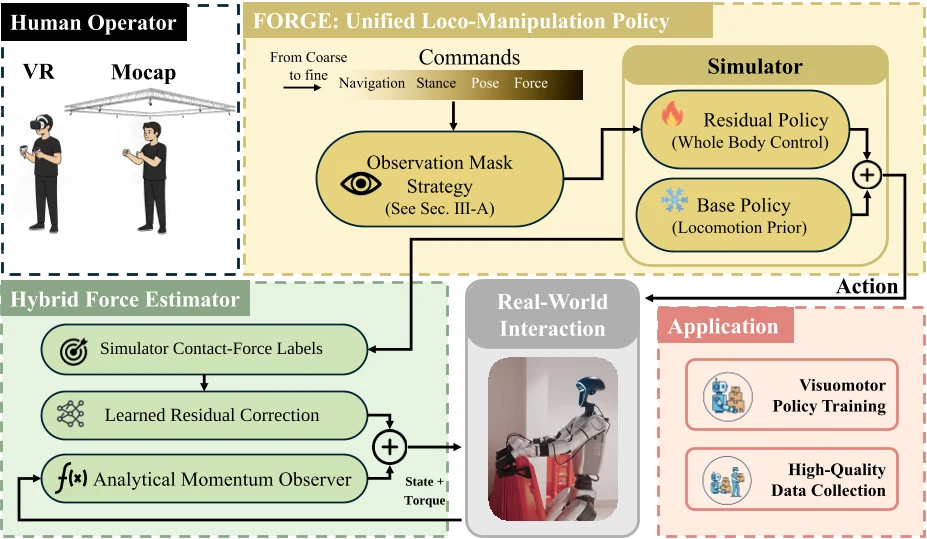 Human Operator
VR
Mocap
FORGE: Unified Loco-Manipulation Policy
From Coarse
to fine
Commands
Navigation Stance Pose Force
Observation Mask
Strategy
(See Sec. III-A)
Simulator
Residual Policy
(Whole Body Control)
Base Policy
(Locomotion Prior)
Action
Hybrid Force Estimator
Simulator Contact-Force Labels
Learned Residual Correction
f(x) Analytical Momentum Observer
State +
Torque
Real-World
Interaction
Application
Visuomotor
Policy Training
High-Quality
Data Collection